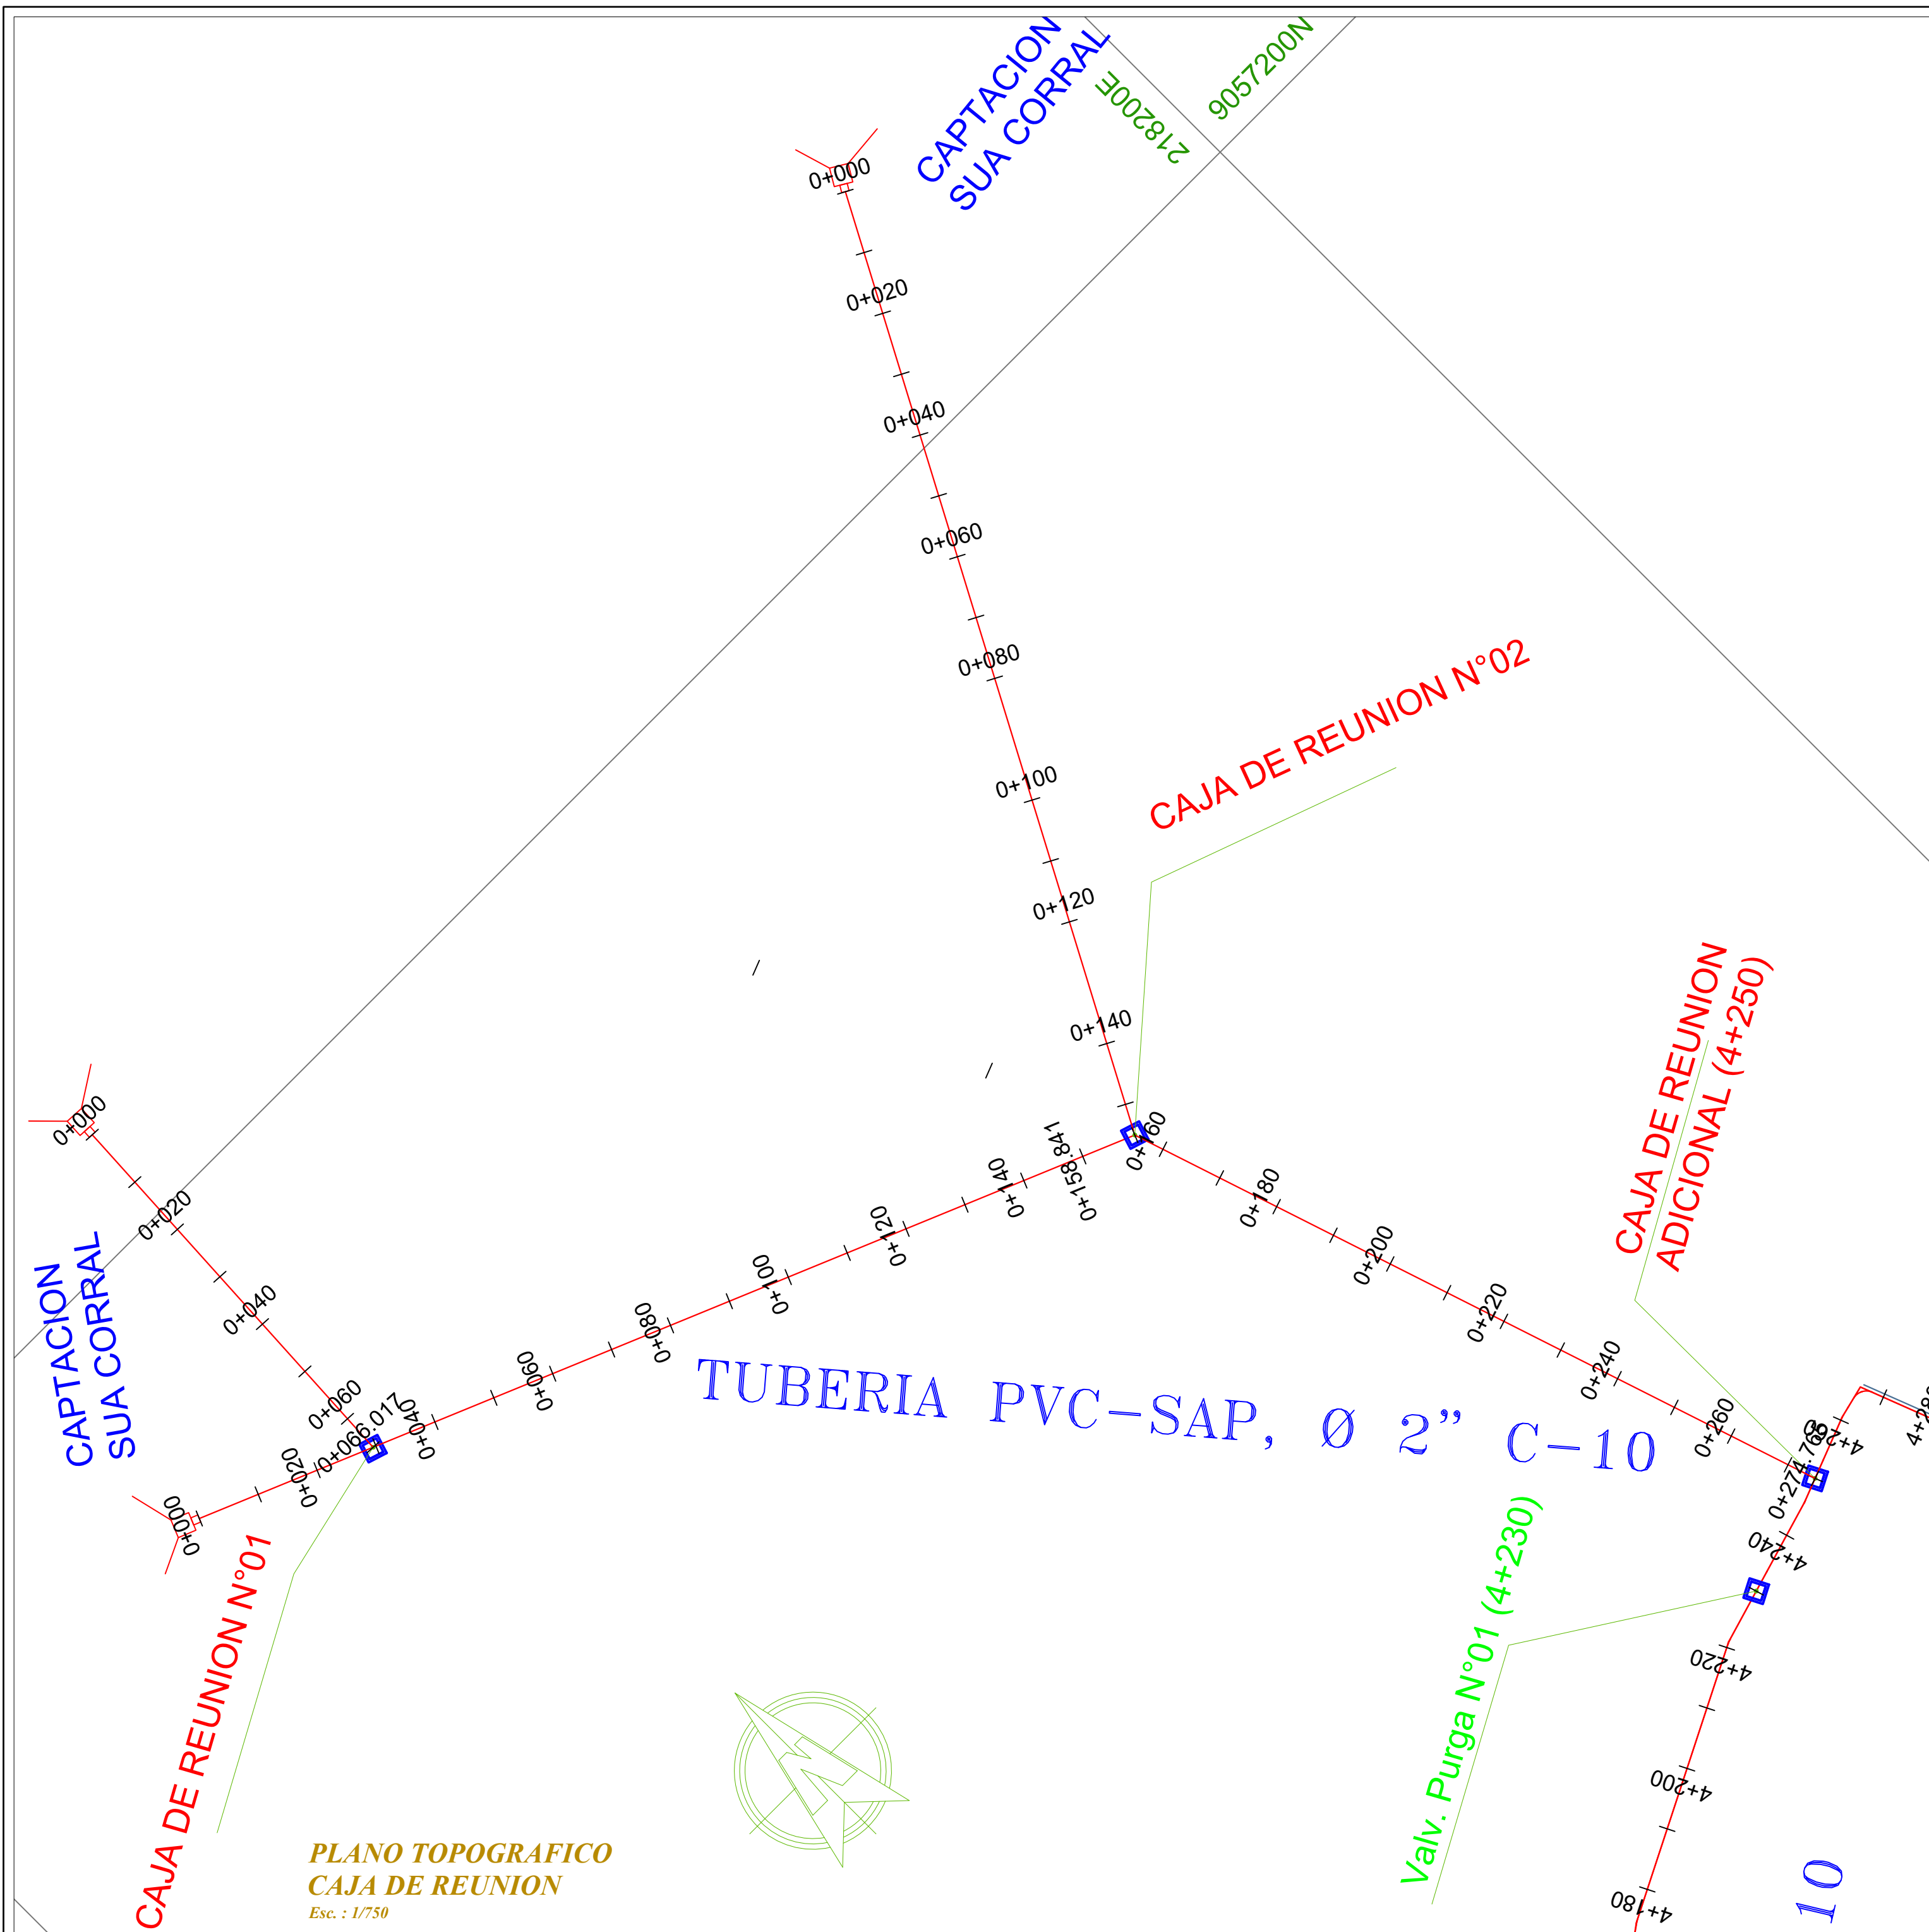 CAPTACION
SUA CORRAL
218200E
9057200N
0+000
0+020
0+040
0+060
0+080
0+100
0+120
0+140
CAJA DE REUNION N°02
CAJA DE REUNION
ADICIONAL (4+250)
0+000
0+020
0+040
0+060
0+066.017
CAPTACION
SUA CORRAL
0+000
0+020
0+040
0+060
0+080
0+100
0+120
0+140
0+158.841
0+160
0+180
0+200
0+220
0+240
0+260
0+274.766
TUBERIA PVC-SAP, Ø 2” C-10
4+240
4+220
4+200
4+180
CAJA DE REUNION N°01
Valv. Purga N°01 (4+230)
10
PLANO TOPOGRAFICO
CAJA DE REUNION
Esc. : 1/750